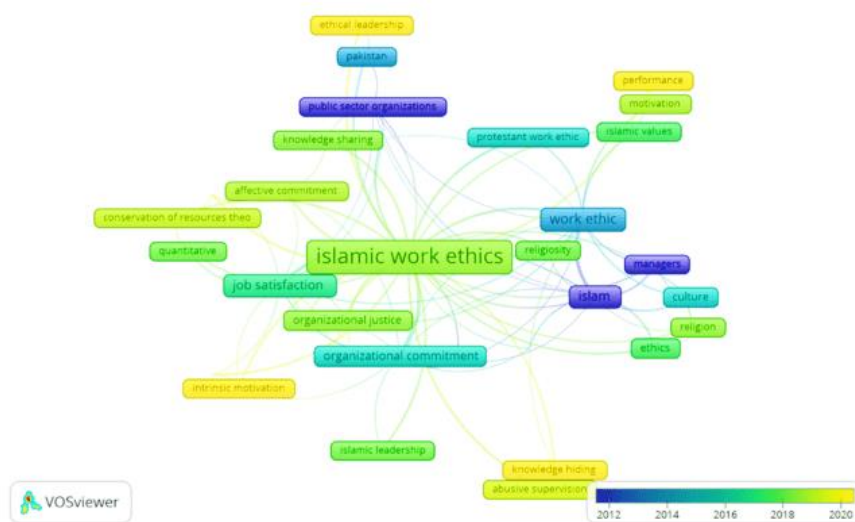 ethical leadership
pakistan
performance
public sector organizations
motivation
protestant work ethic
islamic values
knowledge sharing
affective commitment
conservation of resources theo
work ethic
quantitative
islamic work ethics
religiosity
managers
job satisfaction
islam
culture
organizational justice
religion
organizational commitment
ethics
intrinsic motivation
islamic leadership
knowledge hiding
abusive supervision
VOSviewer
2012 2014 2016 2018 2020